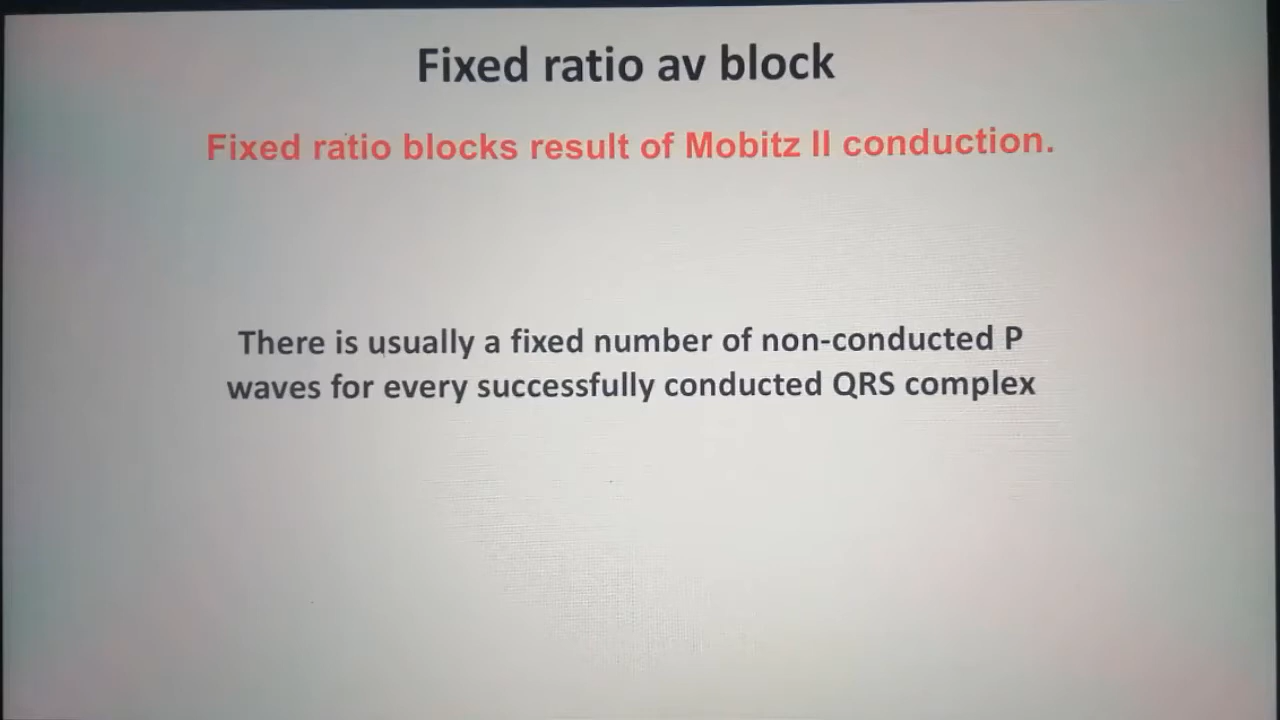 Fixed ratio av block
Fixed ratio blocks result of Mobitz II conduction.
There is usually a fixed number of non-conducted P
waves for every successfully conducted QRS complex